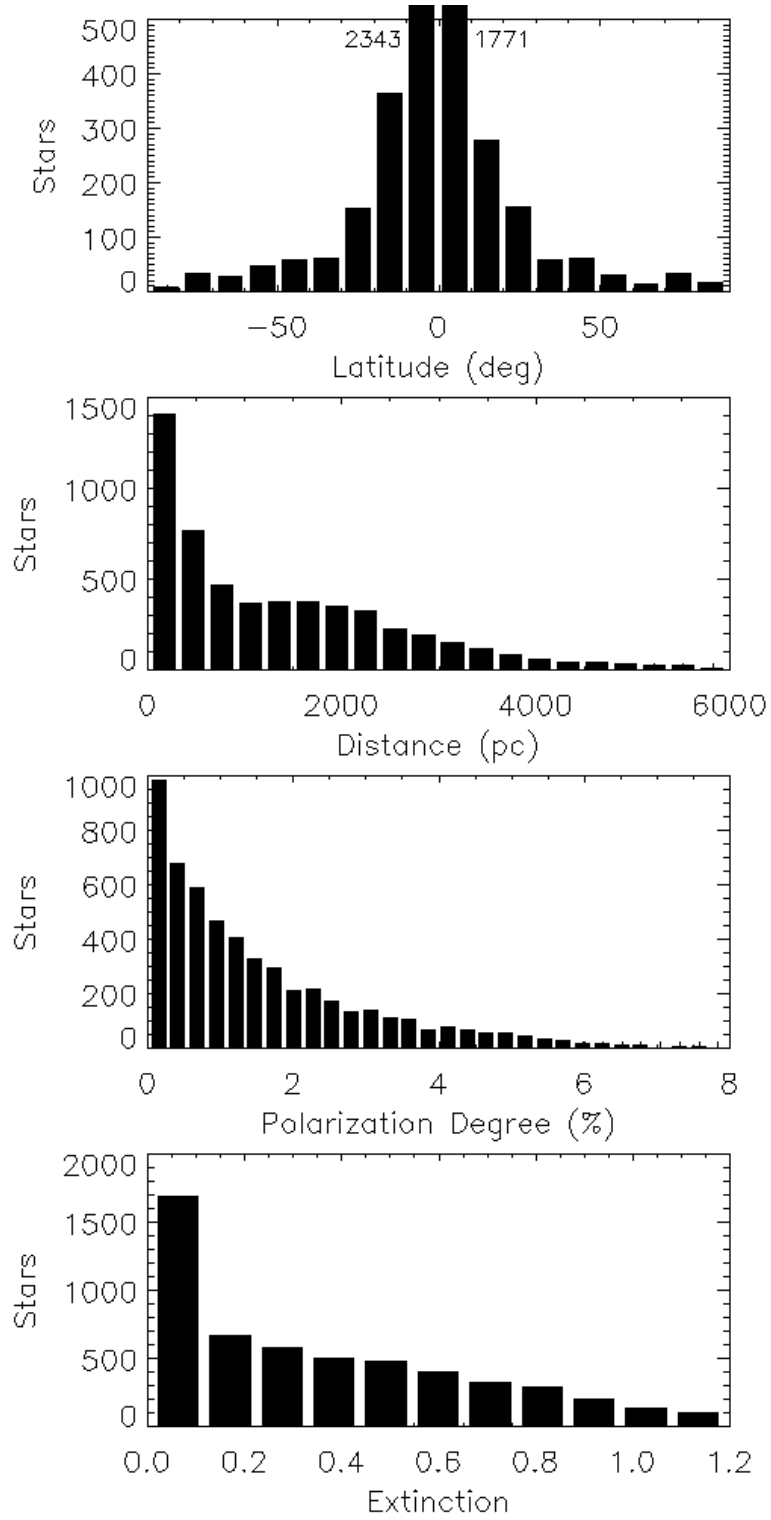 500
2343 1771
400
300
Stars
200
100
0
−50 0 50
Latitude (deg)
1500
1000
Stars
500
0
0 2000 4000 6000
Distance (pc)
1000
800
600
Stars
400
200
0
0 2 4 6 8
Polarization Degree (%)
2000
1500
Stars
1000
500
0
0.0 0.2 0.4 0.6 0.8 1.0 1.2
Extinction